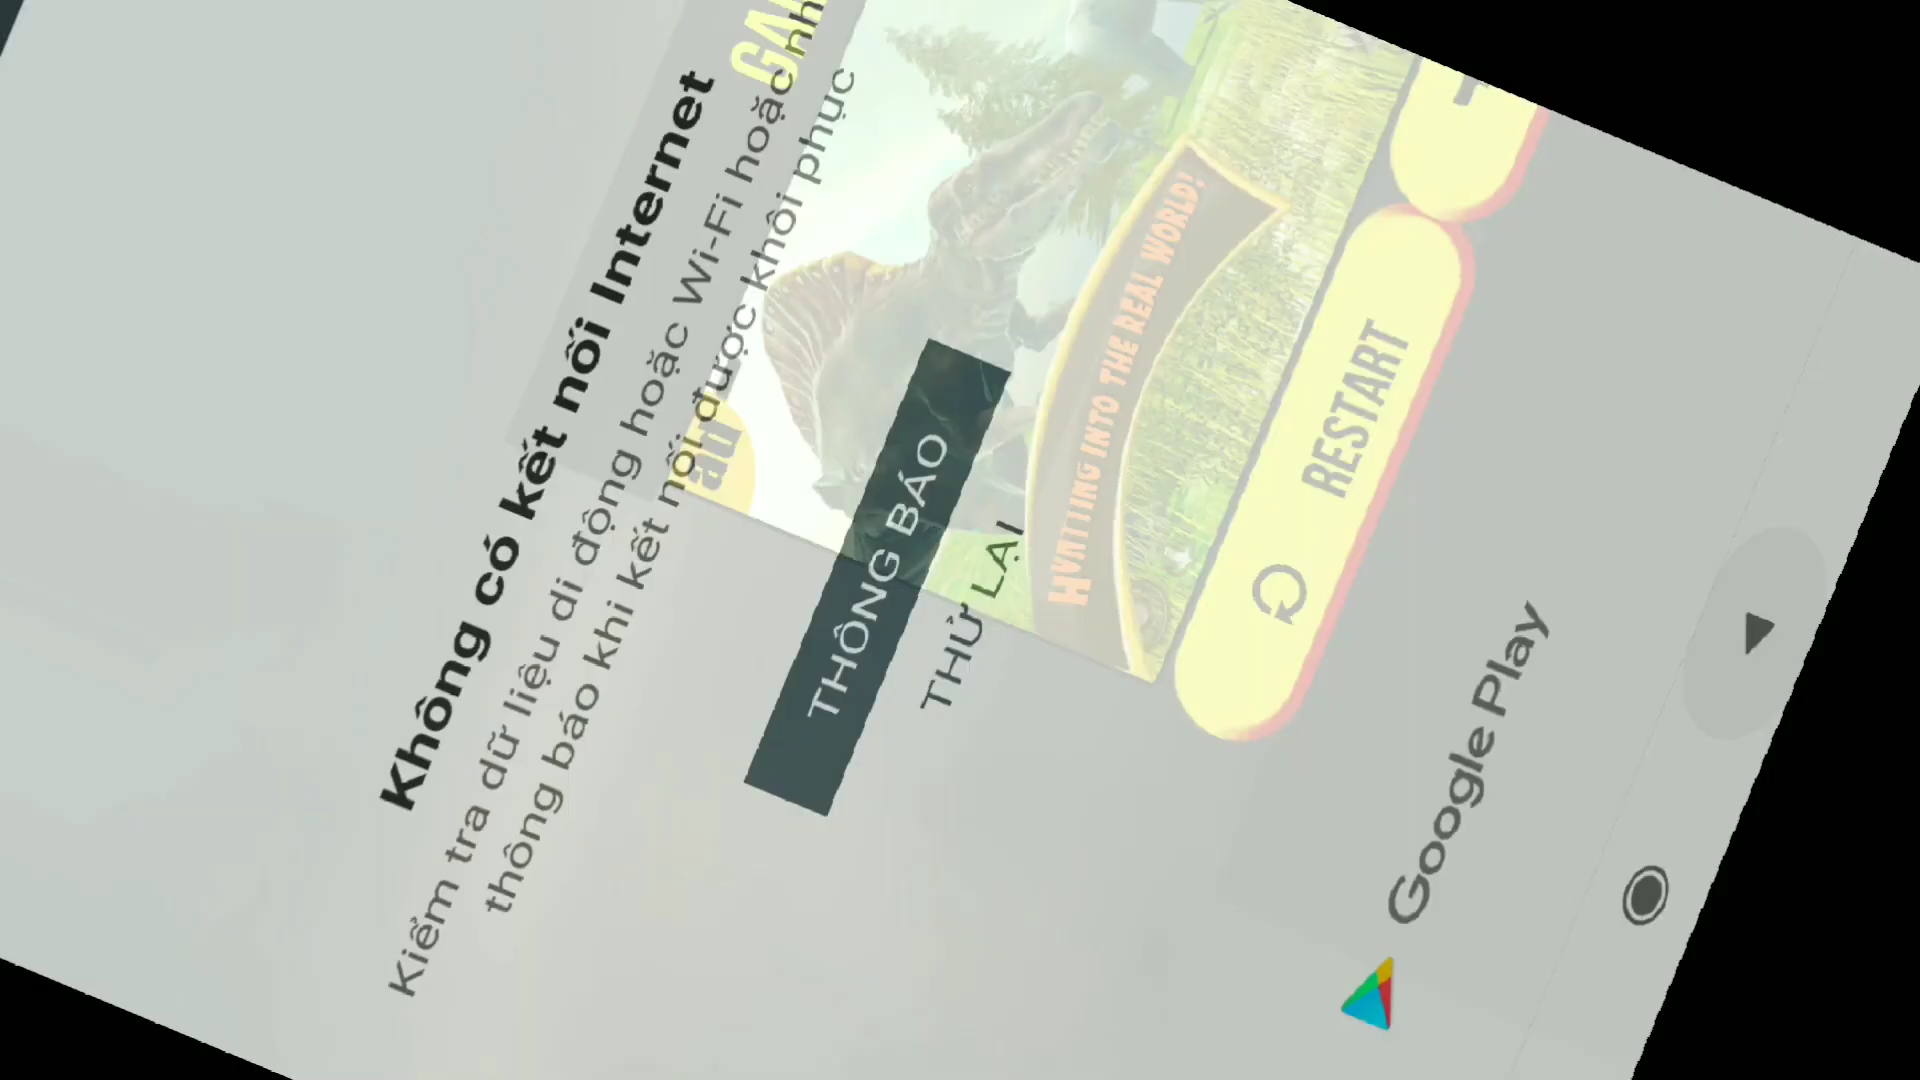 Không có kết nối Internet
Kiểm tra dữ liệu di động hoặc Wi-Fi hoặc
thông báo khi kết nối được khôi phục
THÔNG BÁO
THỬ LẠI
Google Play
ad
HUNTING INTO THE REAL WORLD!
RESTART